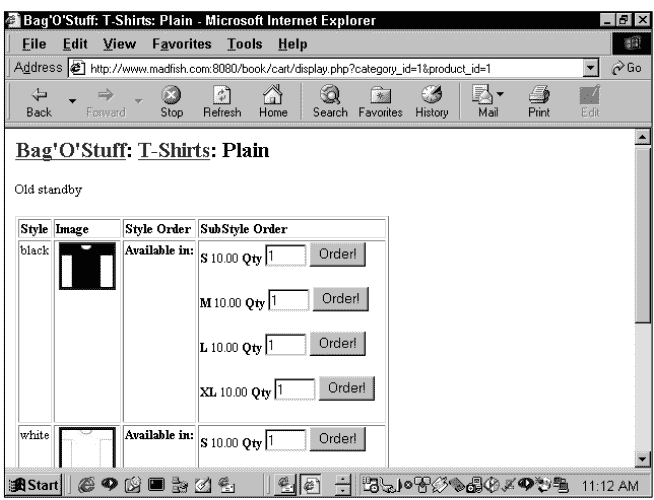 Bag'O'Stuff: T-Shirts: Plain - Microsoft Internet Explorer
File Edit View Favorites Tools Help
Address http://www.madfish.com:8080/book/cart/display.php?category_id=1&product_id=1 Go
Back Forward Stop Refresh Home Search Favorites History Mail Print Edit
Bag'O'Stuff: T-Shirts: Plain
Old standby
Style Image Style Order SubStyle Order
black Available in: S 10.00 Qty 1 Order!
M 10.00 Qty 1 Order!
L 10.00 Qty 1 Order!
XL 10.00 Qty 1 Order!
white Available in: S 10.00 Qty 1 Order!
Start 11:12 AM